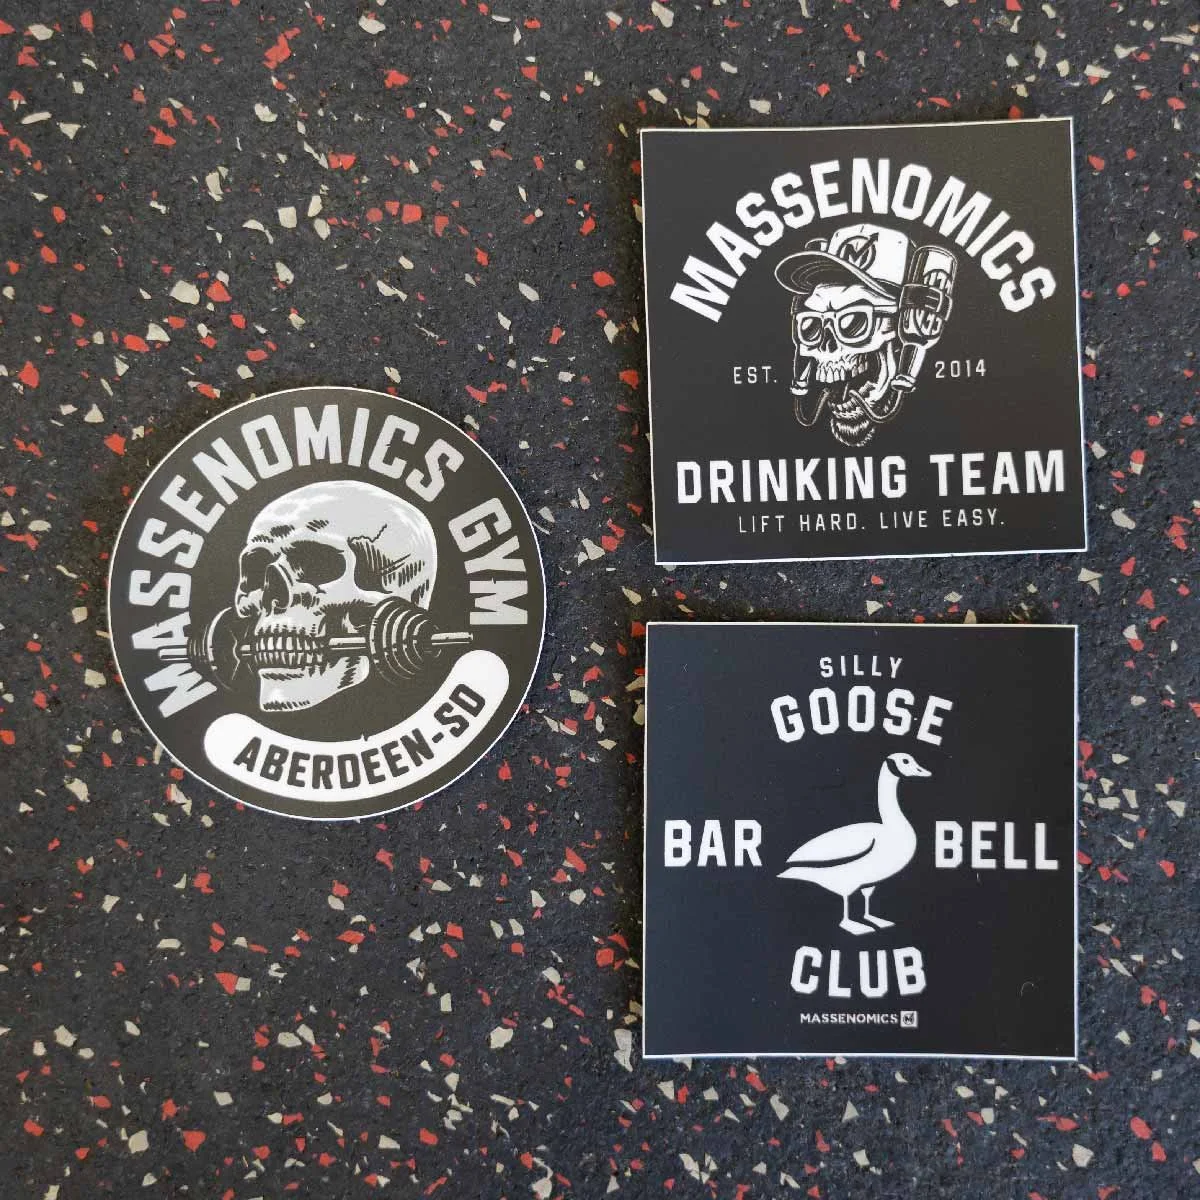 MASSENOMICS GYM
ABERDEEN-SD
MASSENOMICS
EST. 2014
DRINKING TEAM
LIFT HARD. LIVE EASY.
SILLY
GOOSE
BAR BELL
CLUB
MASSENOMICS M